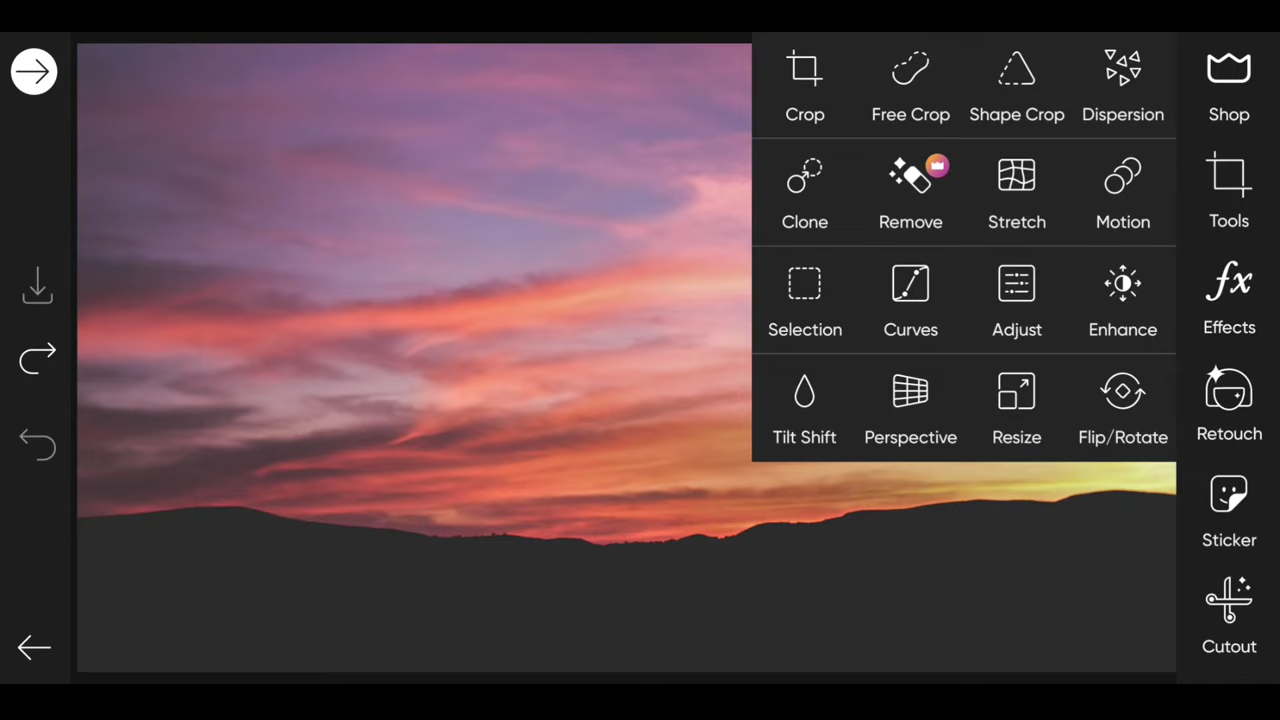 Crop Free Crop Shape Crop Dispersion
Clone Remove Stretch Motion
Selection Curves Adjust Enhance
Tilt Shift Perspective Resize Flip/Rotate
Shop
Tools
Effects
Retouch
Sticker
Cutout